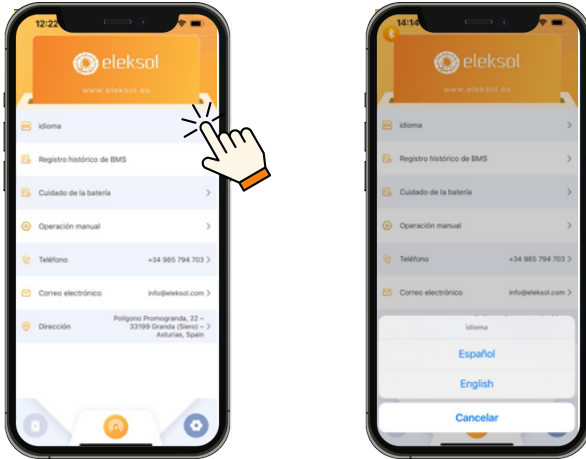 12:22
eleksol
www.eleksol.es
idioma
Registro histórico de BMS
Cuidado de la batería
Operación manual
Teléfono +34 985 794 703
Correo electrónico info@eleksol.com
Dirección Polígono Promogranda, 22 –
33199 Granda (Siero) –
Asturias, Spain
14:14
eleksol
www.eleksol.es
idioma
Registro histórico de BMS
Cuidado de la batería
Operación manual
Teléfono +34 985 794 703
Correo electrónico info@eleksol.com
idioma
Español
English
Cancelar